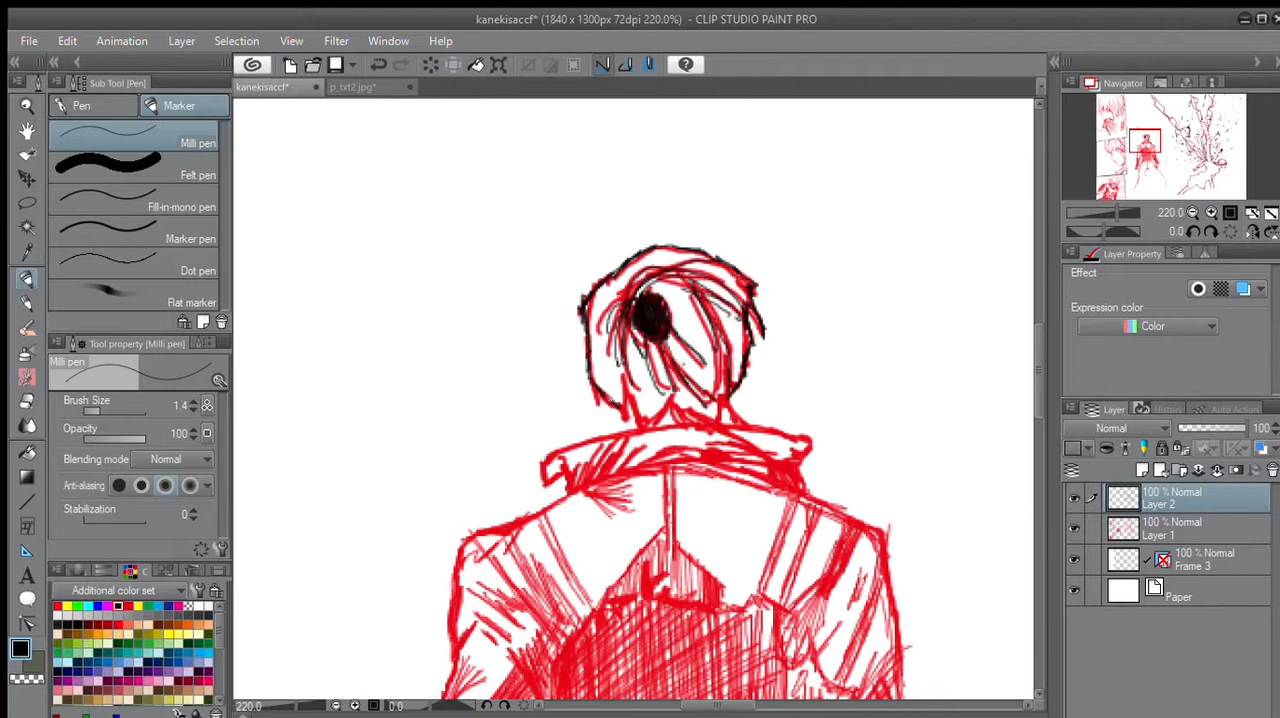 kanekisaccf* (1840 x 1300px 72dpi 220.0%) - CLIP STUDIO PAINT PRO
File Edit Animation Layer Selection View Filter Window Help
Sub Tool [Pen]
kanekisaccf*
p_txt2.jpg*
Navigator
Pen
Marker
Milli pen
Felt pen
Fill-in-mono pen
Marker pen
Dot pen
Flat marker
220.0
0.0
Layer Property
Effect
Expression color
Color
Tool property [Milli pen]
Milli pen
Brush Size 1.4
Opacity 100
Blending mode Normal
Anti-aliasing
Stabilization 0
Layer
History
Auto Action
Normal
100
100 % Normal
Layer 2
100 % Normal
Layer 1
100 % Normal
Frame 3
Paper
Additional color set
220.0
0.0